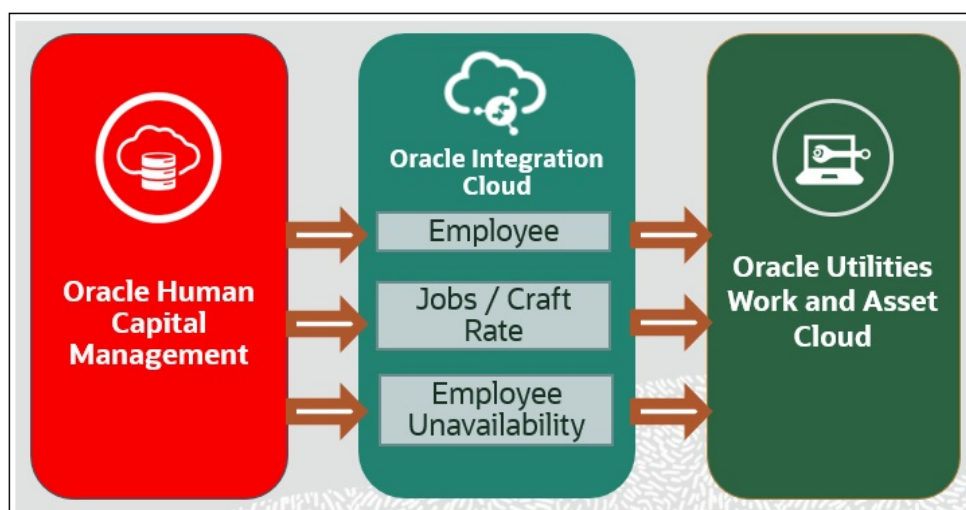 Oracle Human
Capital
Management
Oracle Integration
Cloud
Employee
Jobs / Craft
Rate
Employee
Unavailability
Oracle Utilities
Work and Asset
Cloud